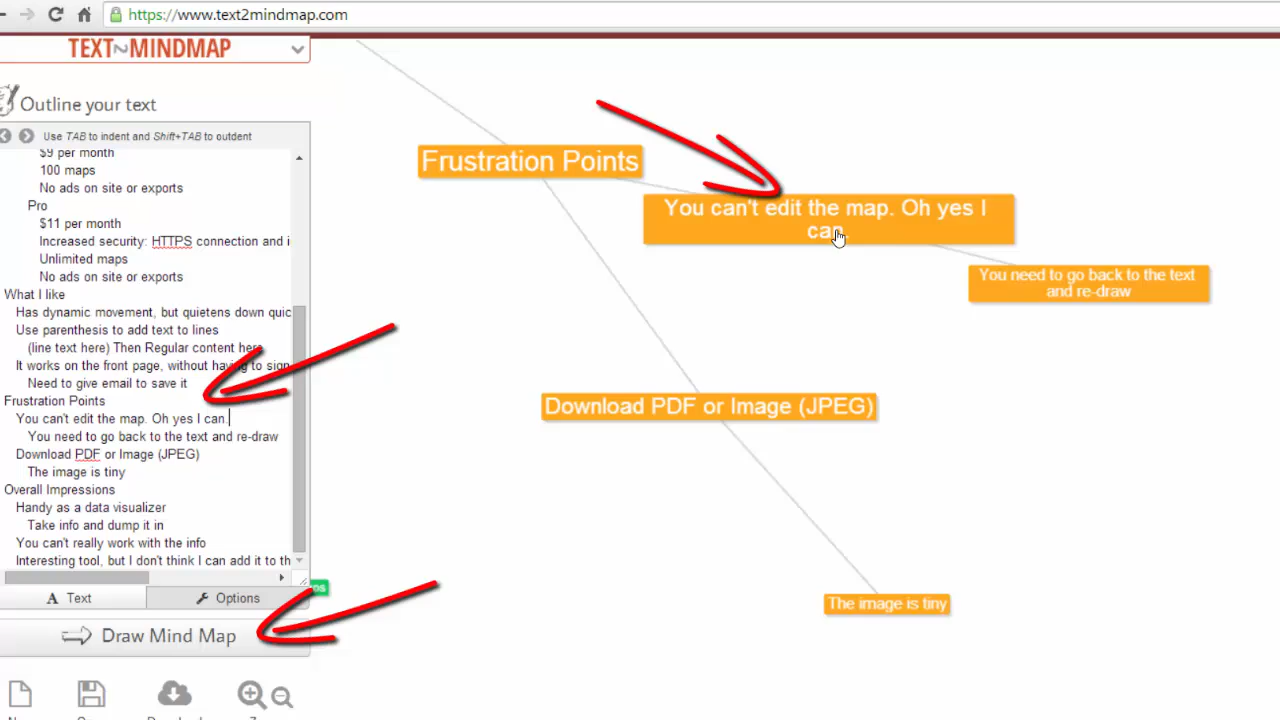 https://www.text2mindmap.com
TEXT~MINDMAP
Outline your text
Use TAB to indent and Shift+TAB to outdent
$9 per month
100 maps
No ads on site or exports
Pro
$11 per month
Increased security: HTTPS connection and i
Unlimited maps
No ads on site or exports
What I like
Has dynamic movement, but quietens down quic
Use parenthesis to add text to lines
(line text here) Then Regular content here
It works on the front page, without having to sign
Need to give email to save it
Frustration Points
You can't edit the map. Oh yes I can.
You need to go back to the text and re-draw
Download PDF or Image (JPEG)
The image is tiny
Overall Impressions
Handy as a data visualizer
Take info and dump it in
You can't really work with the info
Interesting tool, but I don't think I can add it to th
A Text
Options
Draw Mind Map
Frustration Points
You can't edit the map. Oh yes I
can.
You need to go back to the text
and re-draw
Download PDF or Image (JPEG)
The image is tiny